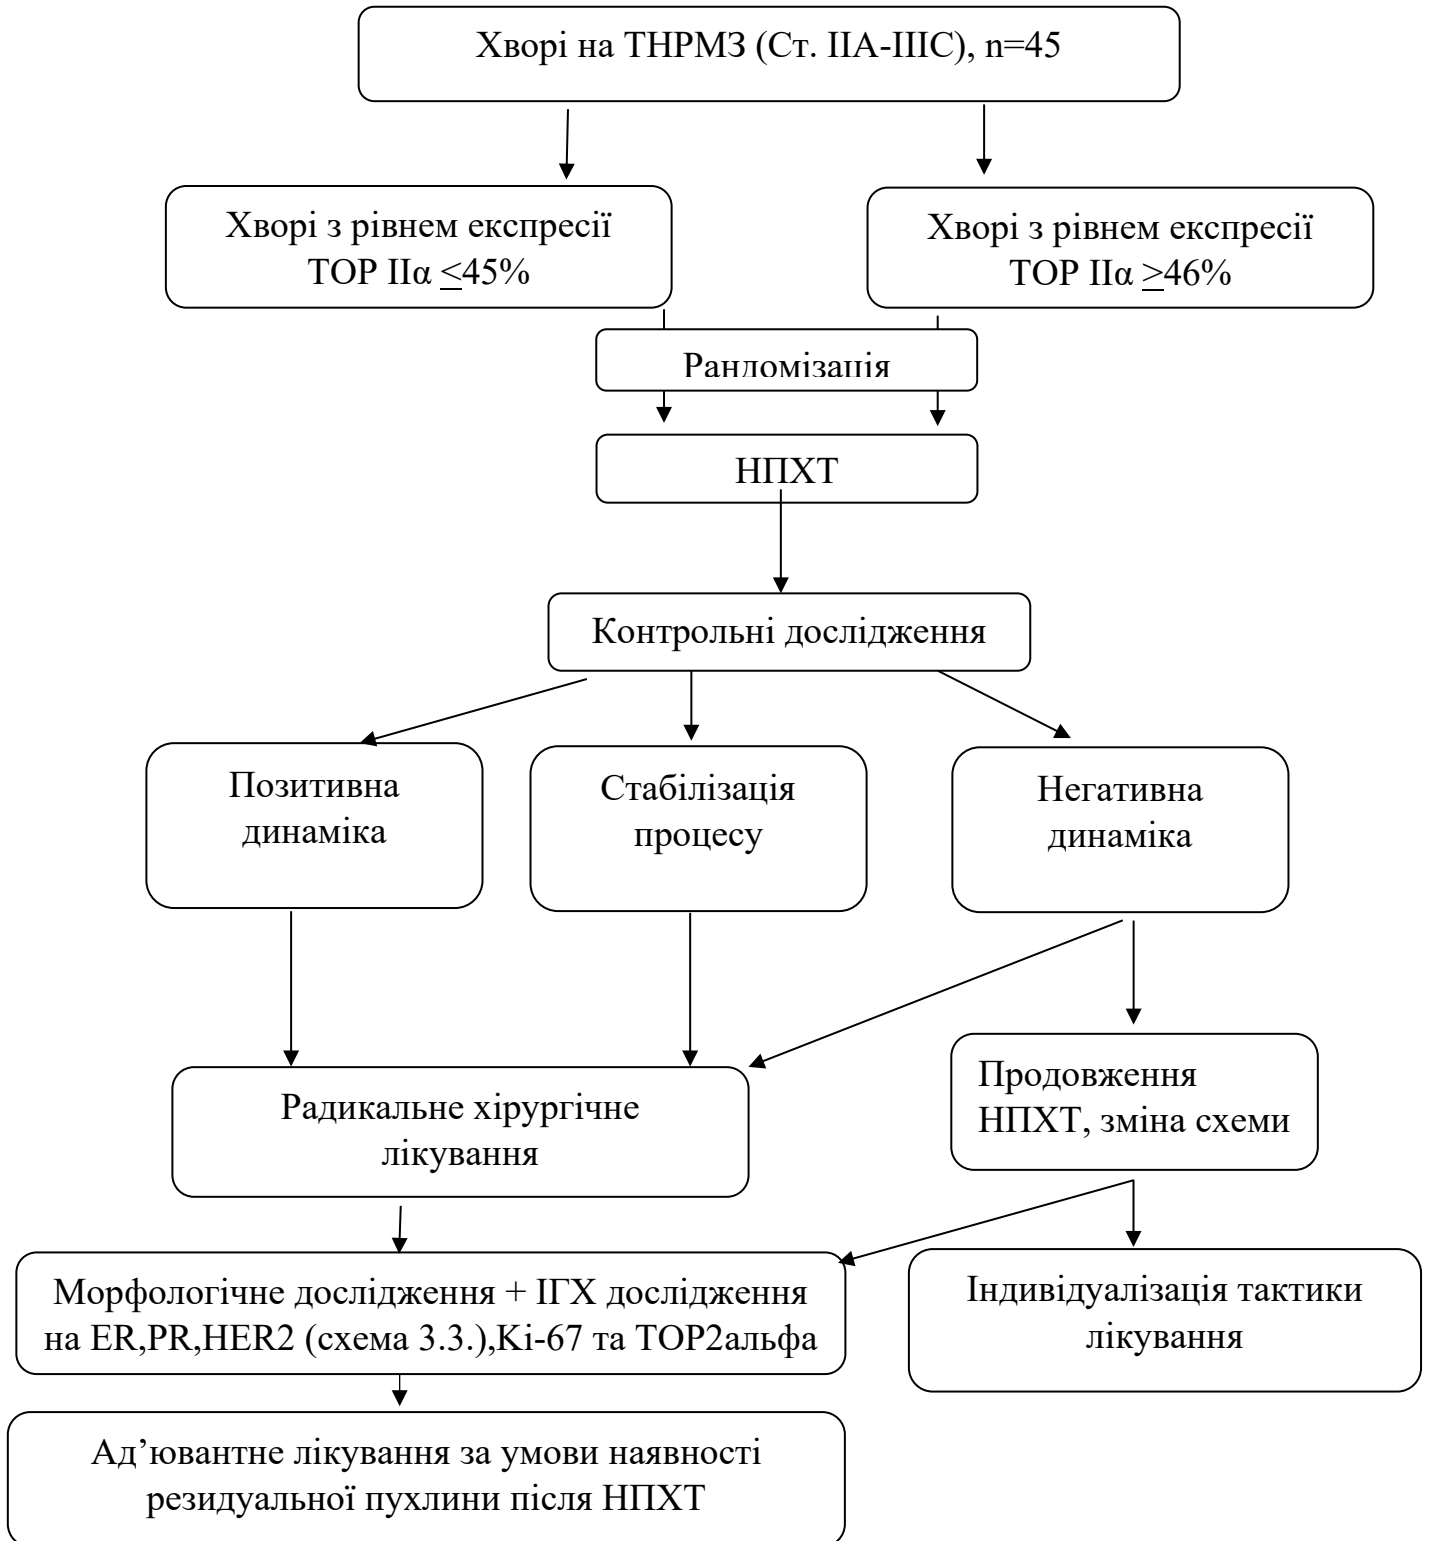 Хворі на ТНРМЗ (Ст. ІІА-ІІІС), n=45
Хворі з рівнем експресії
ТОР ІІα ≤45%
Хворі з рівнем експресії
ТОР ІІα ≥46%
Рандомізація
НПХТ
Контрольні дослідження
Позитивна
динаміка
Стабілізація
процесу
Негативна
динаміка
Продовження
НПХТ, зміна схеми
Радикальне хірургічне
лікування
Морфологічне дослідження + ІГХ дослідження
на ER,PR,HER2 (схема 3.3.),Ki-67 та TOP2альфа
Індивідуалізація тактики
лікування
Ад’ювантне лікування за умови наявності
резидуальної пухлини після НПХТ